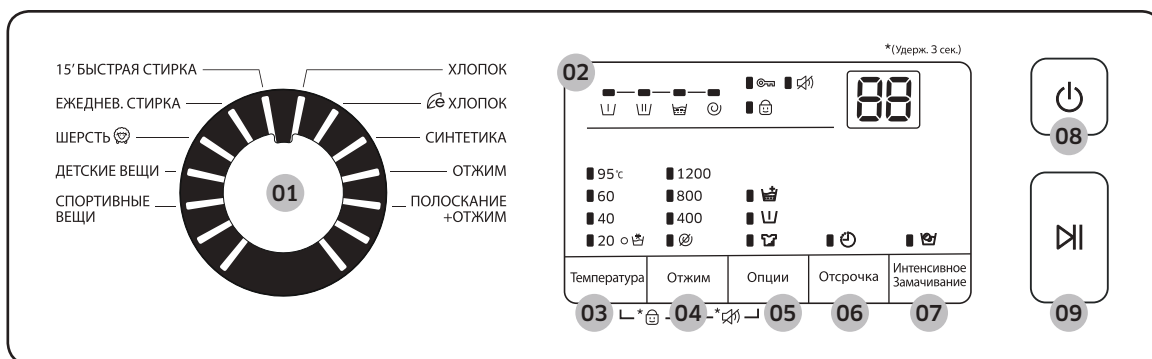 *(Удерж. 3 сек.)
15’ БЫСТРАЯ СТИРКА
ЕЖЕДНЕВ. СТИРКА
ШЕРСТЬ
ДЕТСКИЕ ВЕЩИ
СПОРТИВНЫЕ
ВЕЩИ
01
ХЛОПОК
ХЛОПОК
СИНТЕТИКА
ОТЖИМ
ПОЛОСКАНИЕ
+ОТЖИМ
02
88
95℃
60
40
20
1200
800
400
Температура
Отжим
Опции
Отсрочка
Интенсивное
Замачивание
03
* 04 *
05
06
07
08
09